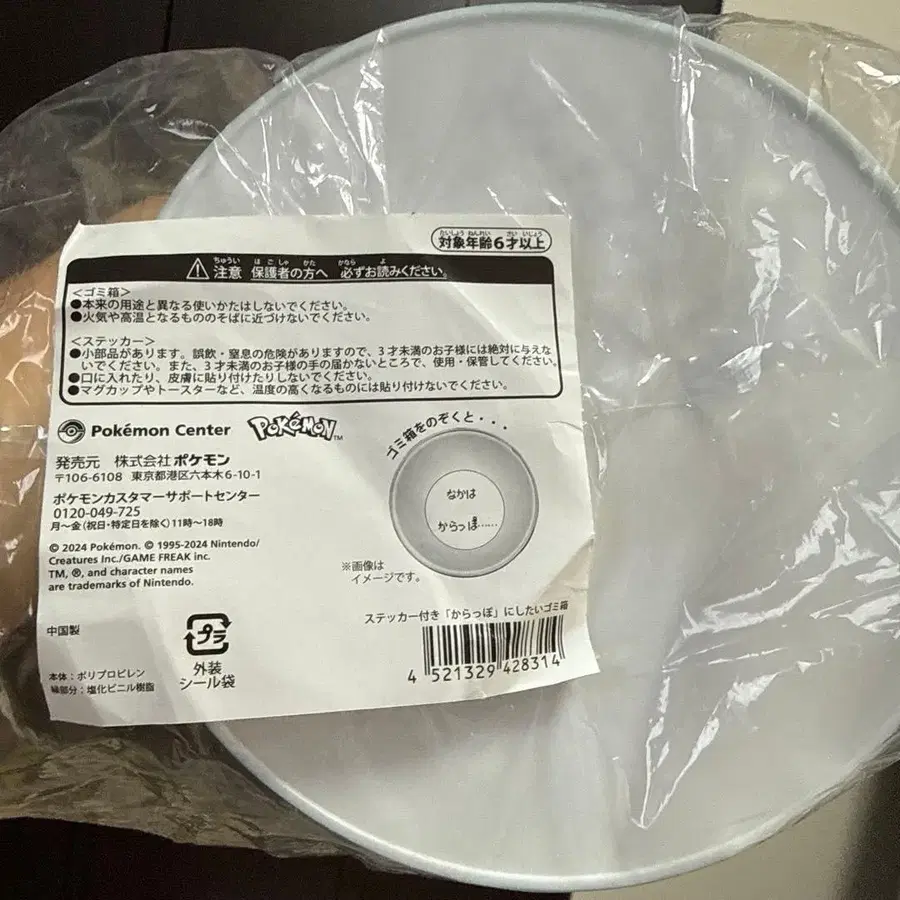 対象年齢6才以上
たいしょう ねんれい さい いじょう
注意 保護者の方へ 必ずお読みください。
ちゅうい ほごしゃ かた かなら よ
<ゴミ箱>
●本来の用途と異なる使いかたはしないでください。
●火気や高温となるもののそばに近づけないでください。
<ステッカー>
●小部品があります。誤飲・窒息の危険がありますので、3才未満のお子様には絶対に与えな
いでください。また、3才未満のお子様の手の届かないところで、使用・保管してください。
●口に入れたり、皮膚に貼り付けたりしないでください。
●マグカップやトースターなど、温度の高くなるものには貼り付けないでください。
Pokémon Center POKéMON™
発売元 株式会社ポケモン
〒106-6108 東京都港区六本木6-10-1
ポケモンカスタマーサポートセンター
0120-049-725
月〜金(祝日・特定日を除く)11時〜18時
© 2024 Pokémon. © 1995-2024 Nintendo/
Creatures Inc./GAME FREAK inc.
TM, ®, and character names
are trademarks of Nintendo.
ゴミ箱をのぞくと・・・
なかは
からっぽ……
※画像は
イメージです。
中国製
プラ
外装
シール袋
本体：ポリプロピレン
縁部分：塩化ビニル樹脂
ステッカー付き「からっぽ」にしたいゴミ箱
4 521329 428314